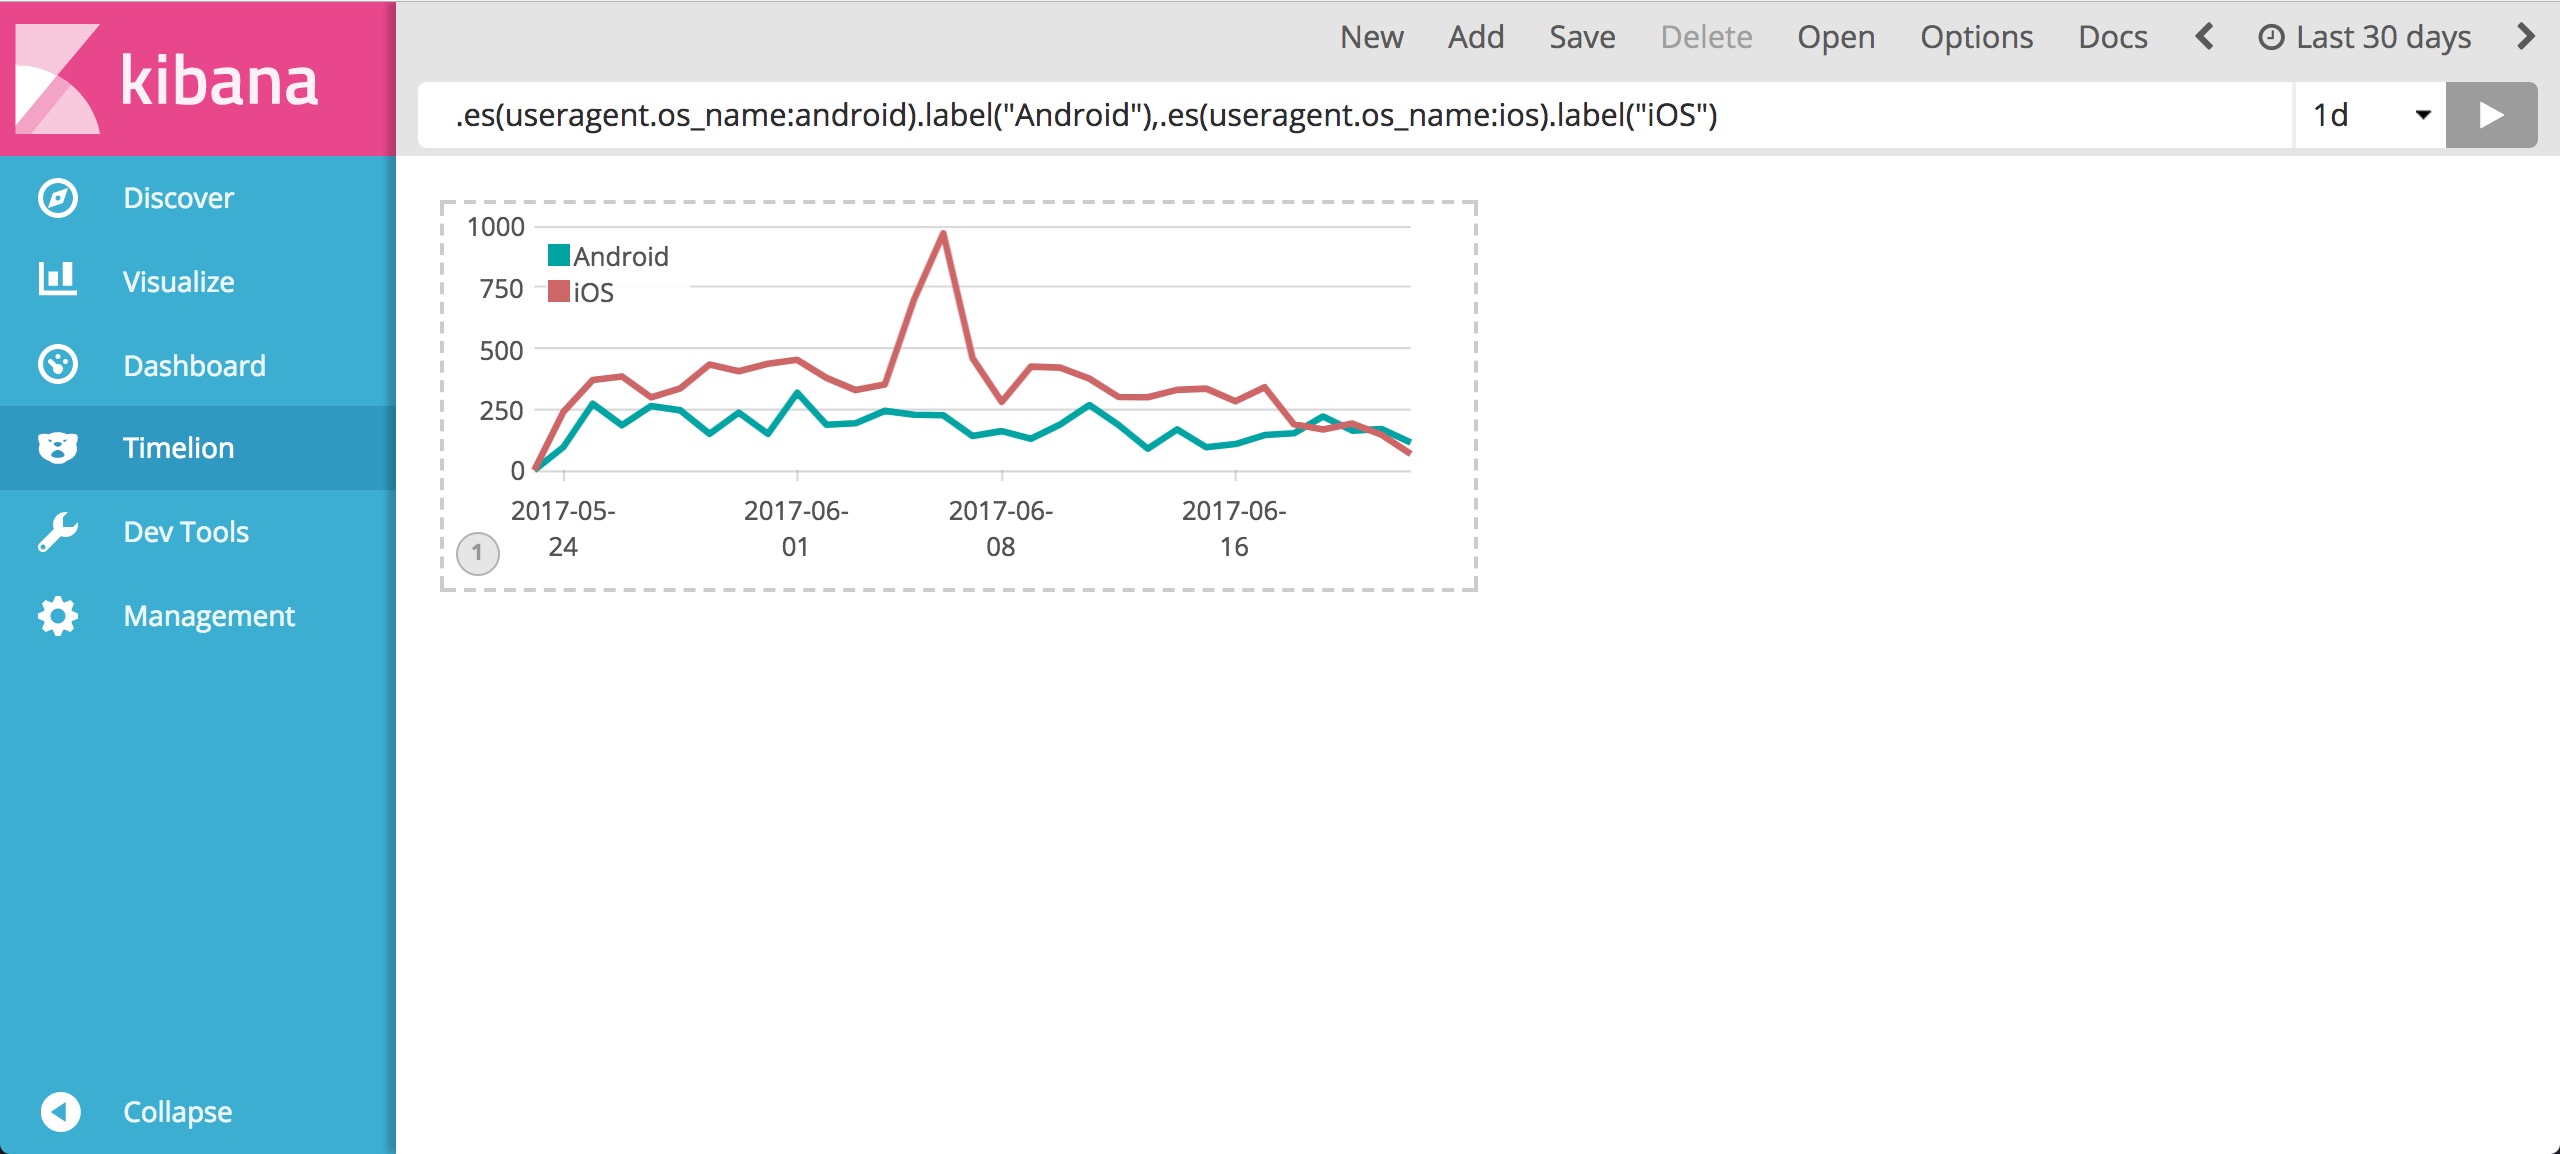 kibana
New Add Save Delete Open Options Docs Last 30 days
.es(useragent.os_name:android).label("Android"),.es(useragent.os_name:ios).label("iOS")
1d
Discover
Visualize
Dashboard
Timelion
Dev Tools
Management
Collapse
1000
750
500
250
0
Android
iOS
2017-05-
24
2017-06-
01
2017-06-
08
2017-06-
16
1